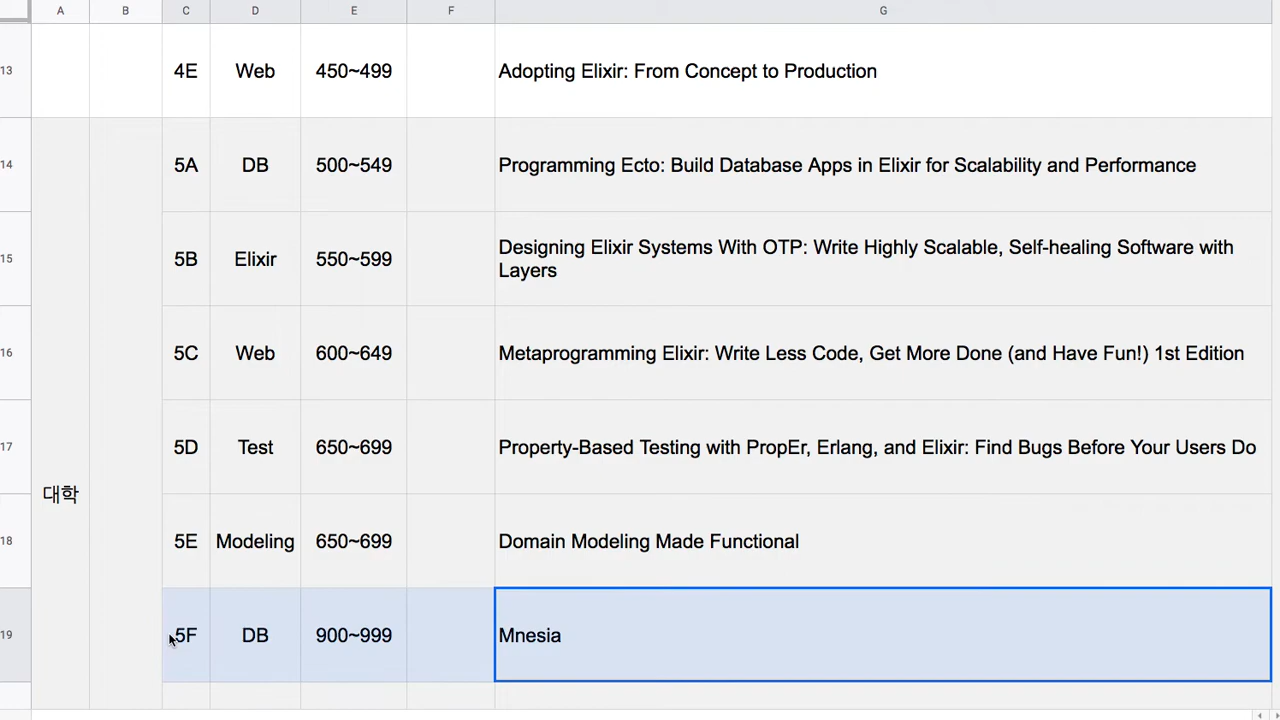 A B C D E F G
13 4E Web 450~499 Adopting Elixir: From Concept to Production
14 5A DB 500~549 Programming Ecto: Build Database Apps in Elixir for Scalability and Performance
15 5B Elixir 550~599 Designing Elixir Systems With OTP: Write Highly Scalable, Self-healing Software with
Layers
16 5C Web 600~649 Metaprogramming Elixir: Write Less Code, Get More Done (and Have Fun!) 1st Edition
17 5D Test 650~699 Property-Based Testing with PropEr, Erlang, and Elixir: Find Bugs Before Your Users Do
대학
18 5E Modeling 650~699 Domain Modeling Made Functional
19 5F DB 900~999 Mnesia